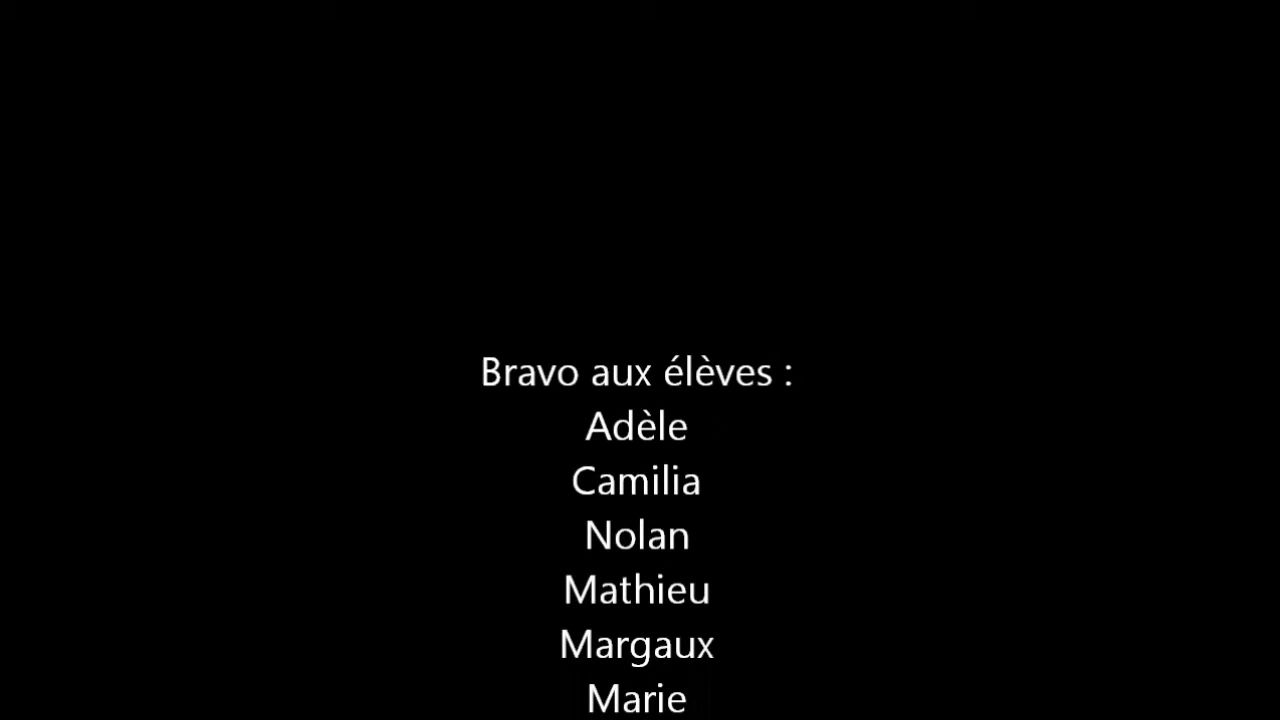 Bravo aux élèves :
Adèle
Camilia
Nolan
Mathieu
Margaux
Marie